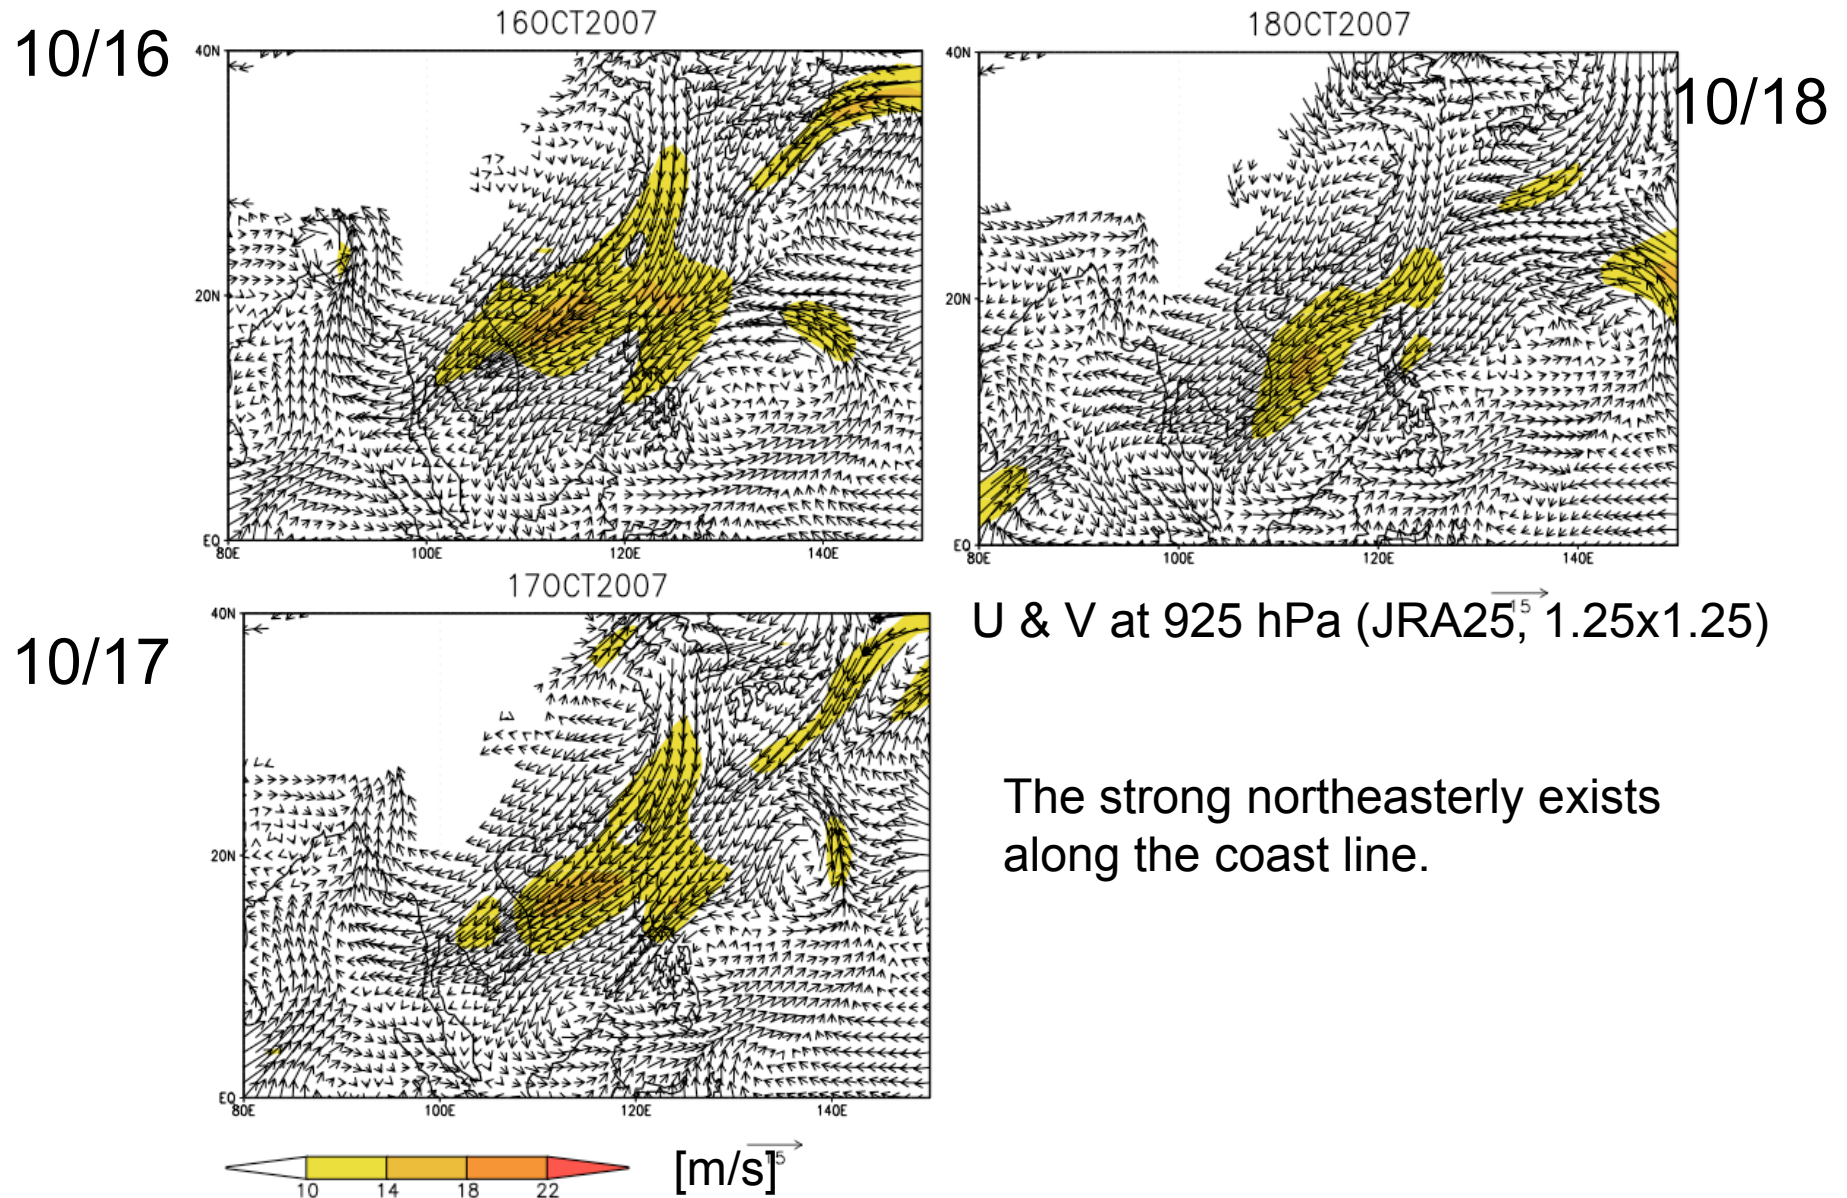 10/16
16OCT2007
40N
20N
EQ
80E 100E 120E 140E
18OCT2007
10/18
40N
20N
EQ
80E 100E 120E 140E
10/17
17OCT2007
40N
20N
EQ
80E 100E 120E 140E
15
U & V at 925 hPa (JRA25, 1.25x1.25)
The strong northeasterly exists
along the coast line.
10 14 18 22
[m/s]
15